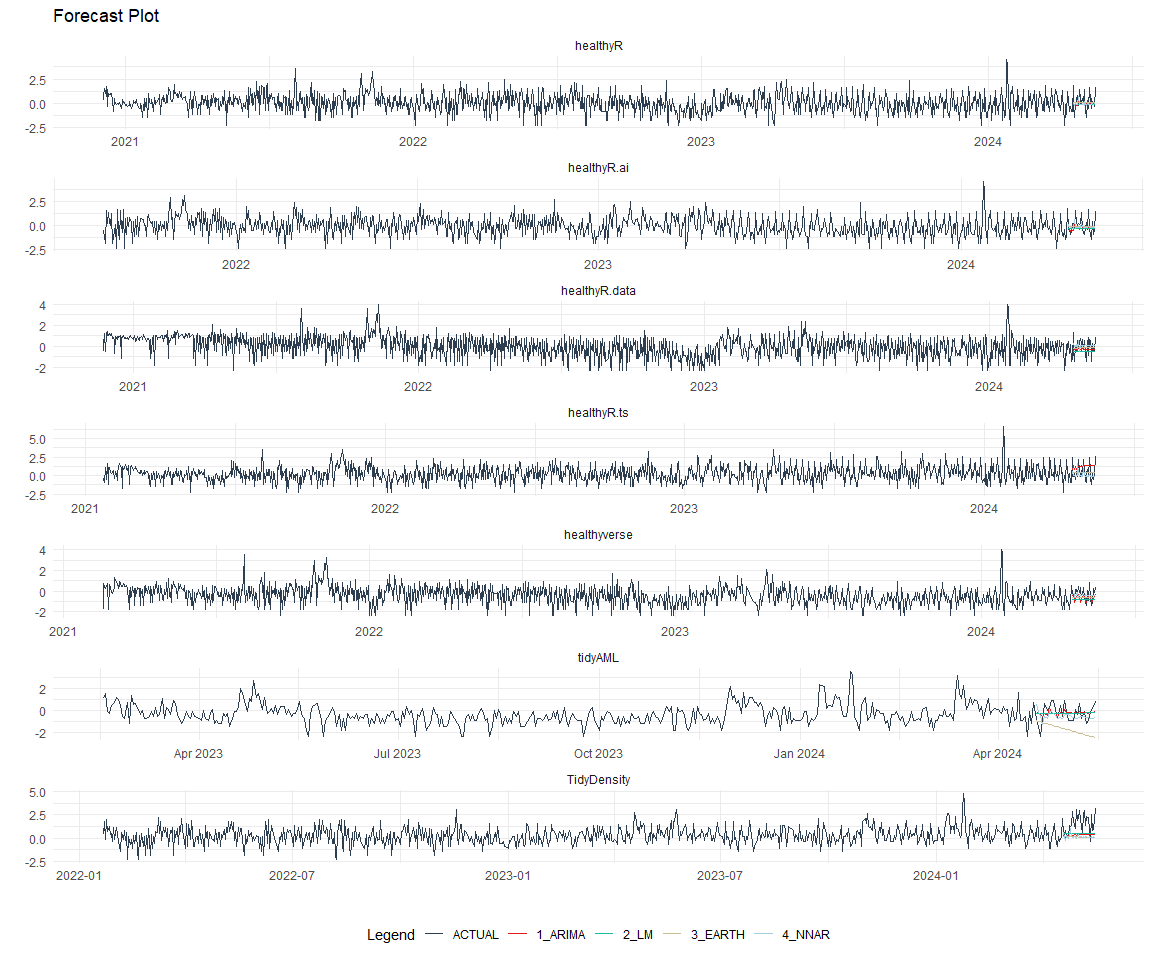 Forecast Plot
healthyR
2.5
0.0
-2.5
2021 2022 2023 2024
healthyR.ai
2.5
0.0
-2.5
2022 2023 2024
healthyR.data
4
2
0
-2
2021 2022 2023 2024
healthyR.ts
5.0
2.5
0.0
-2.5
2021 2022 2023 2024
healthyverse
4
2
0
-2
2021 2022 2023 2024
tidyAML
2
0
-2
Apr 2023 Jul 2023 Oct 2023 Jan 2024 Apr 2024
TidyDensity
5.0
2.5
0.0
-2.5
2022-01 2022-07 2023-01 2023-07 2024-01
Legend ACTUAL 1_ARIMA 2_LM 3_EARTH 4_NNAR